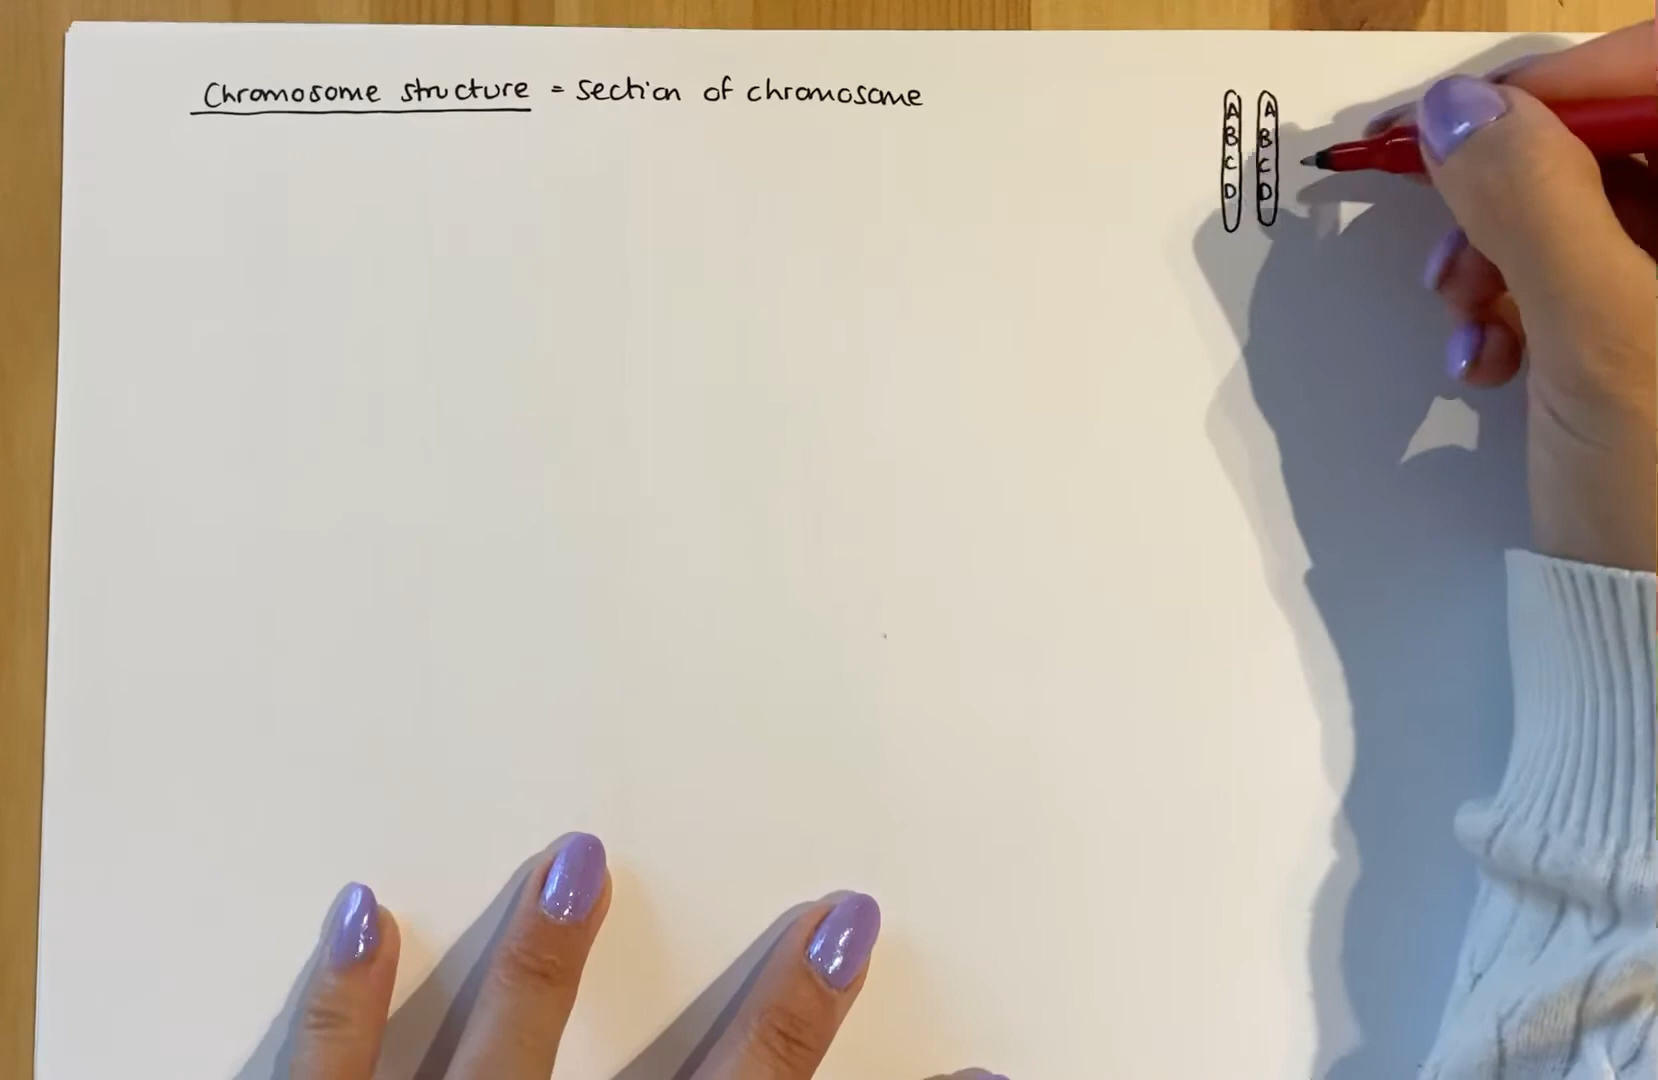 Chromosome structure = section of chromosome
A A
B B
C C
D D